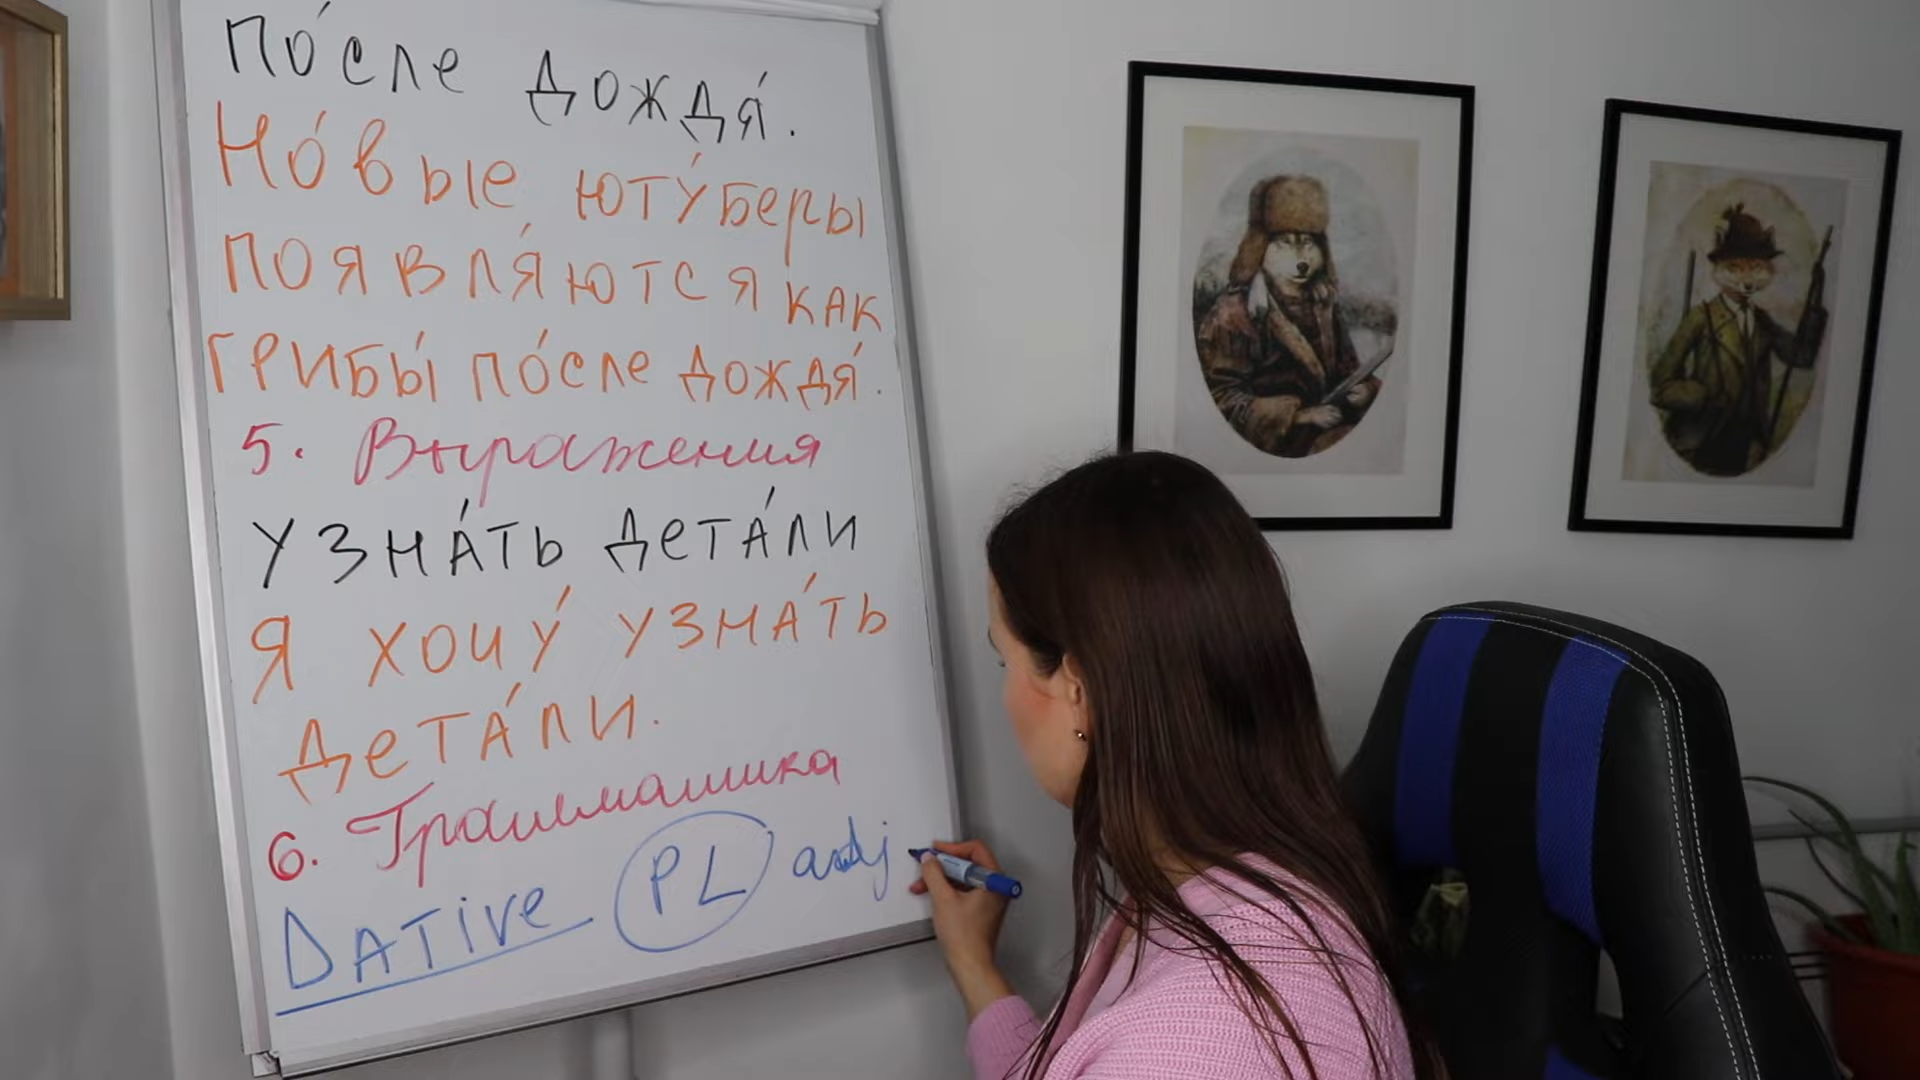 по́сле дождя́.
Но́вые юту́беры
появля́ются как
грибы́ по́сле дождя́.
5. Выражения
узна́ть дета́ли
Я хочу́ узна́ть
дета́ли.
6. Грамматика
DATive PL adj